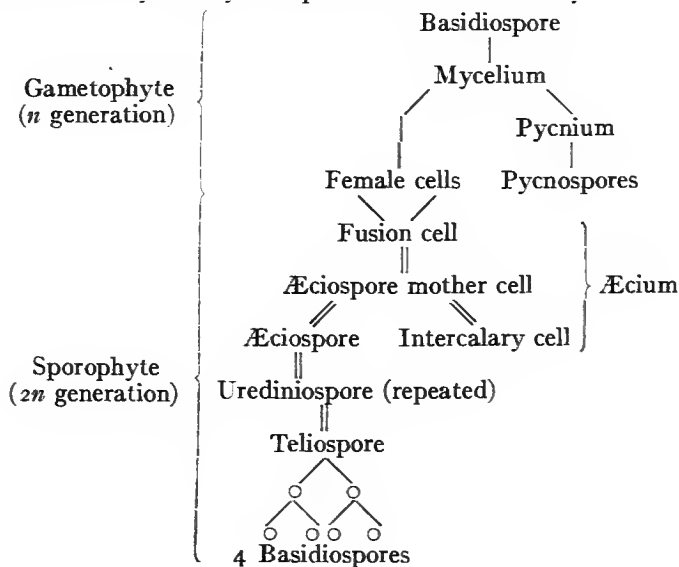 Basidiospore
Mycelium
Gametophyte
(n generation)
Pycnium
Female cells Pycnospores
Fusion cell
Æciospore mother cell
Æcium
Æciospore Intercalary cell
Sporophyte
(2n generation)
Urediniospore (repeated)
Teliospore
4 Basidiospores